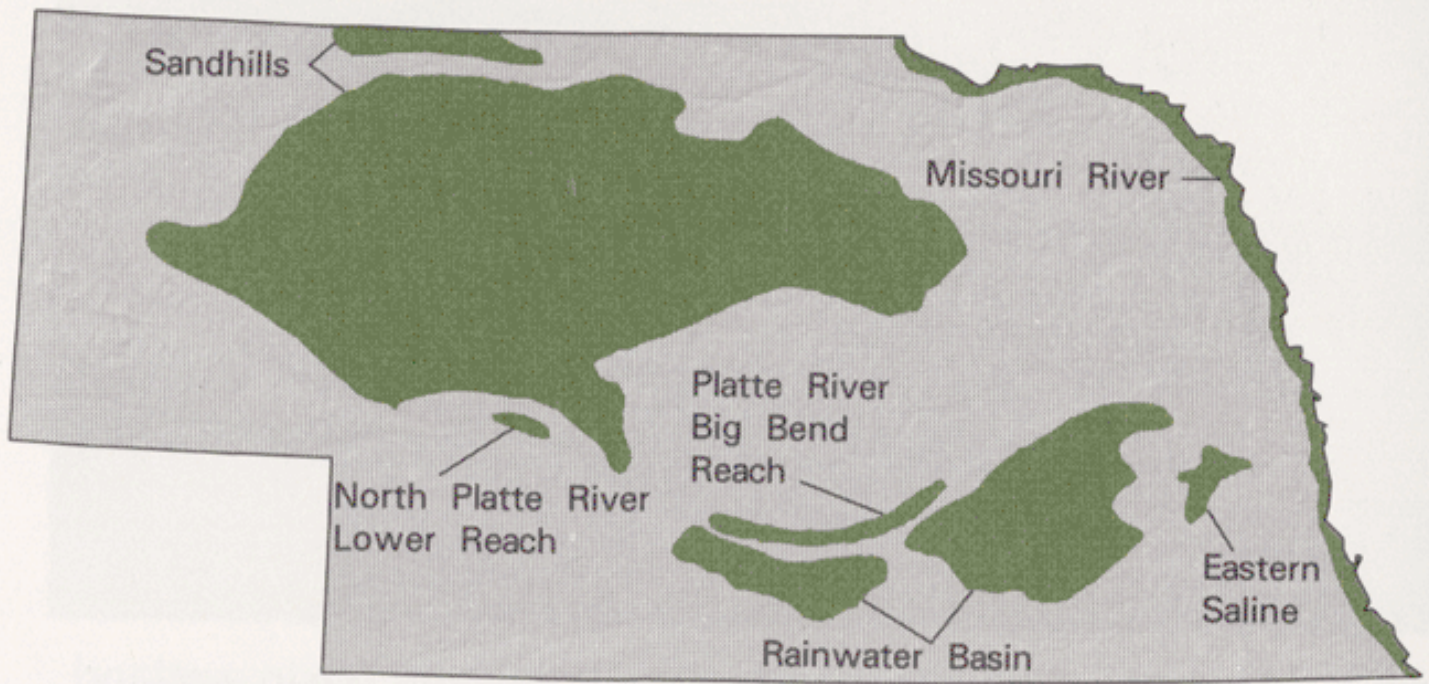 Sandhills
Missouri River
Platte River
Big Bend
Reach
North Platte River
Lower Reach
Eastern
Saline
Rainwater Basin